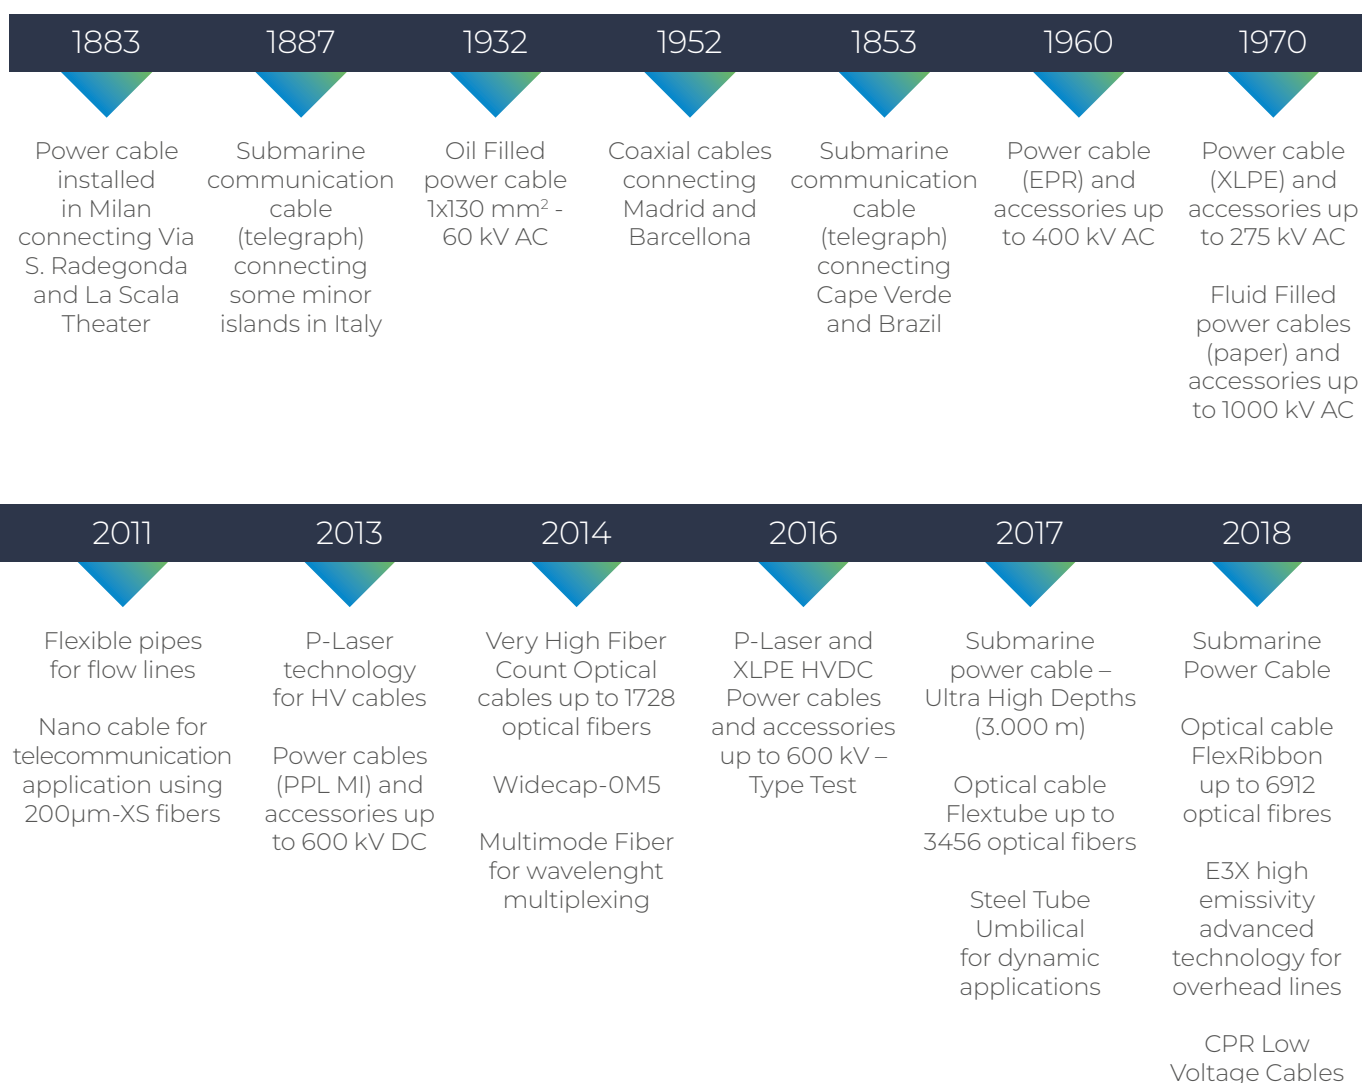 1883 1887 1932 1952 1853 1960 1970
Power cable
installed
in Milan
connecting Via
S. Radegonda
and La Scala
Theater
Submarine
communication
cable
(telegraph)
connecting
some minor
islands in Italy
Oil Filled
power cable
1x130 mm² -
60 kV AC
Coaxial cables
connecting
Madrid and
Barcellona
Submarine
communication
cable
(telegraph)
connecting
Cape Verde
and Brazil
Power cable
(EPR) and
accessories up
to 400 kV AC
Power cable
(XLPE) and
accessories up
to 275 kV AC
Fluid Filled
power cables
(paper) and
accessories up
to 1000 kV AC
2011 2013 2014 2016 2017 2018
Flexible pipes
for flow lines
Nano cable for
telecommunication
application using
200µm-XS fibers
P-Laser
technology
for HV cables
Power cables
(PPL MI) and
accessories up
to 600 kV DC
Very High Fiber
Count Optical
cables up to 1728
optical fibers
Widecap-0M5
Multimode Fiber
for wavelenght
multiplexing
P-Laser and
XLPE HVDC
Power cables
and accessories
up to 600 kV –
Type Test
Submarine
power cable –
Ultra High Depths
(3.000 m)
Optical cable
Flextube up to
3456 optical fibers
Steel Tube
Umbilical
for dynamic
applications
Submarine
Power Cable
Optical cable
FlexRibbon
up to 6912
optical fibres
E3X high
emissivity
advanced
technology for
overhead lines
CPR Low
Voltage Cables